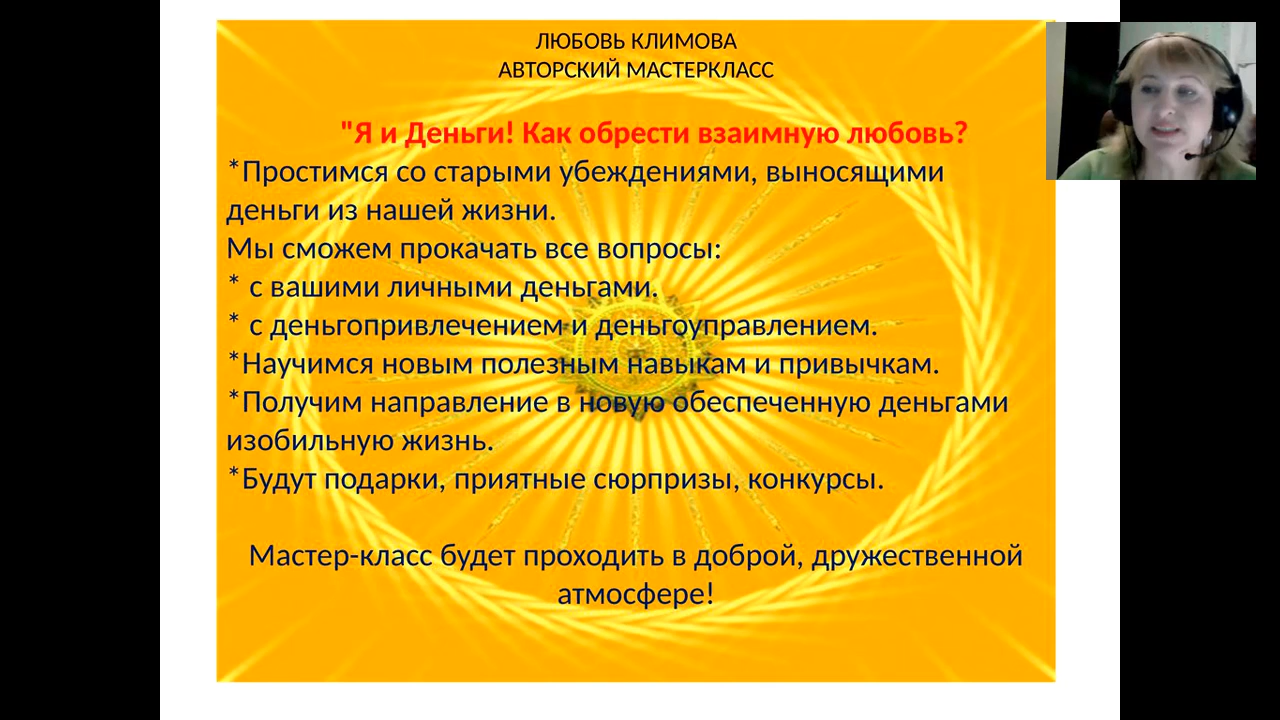 ЛЮБОВЬ КЛИМОВА
АВТОРСКИЙ МАСТЕРКЛАСС
"Я и Деньги! Как обрести взаимную любовь?
*Простимся со старыми убеждениями, выносящими
деньги из нашей жизни.
Мы сможем прокачать все вопросы:
* с вашими личными деньгами.
* с деньгопривлечением и деньгоуправлением.
*Научимся новым полезным навыкам и привычкам.
*Получим направление в новую обеспеченную деньгами
изобильную жизнь.
*Будут подарки, приятные сюрпризы, конкурсы.
Мастер-класс будет проходить в доброй, дружественной
атмосфере!